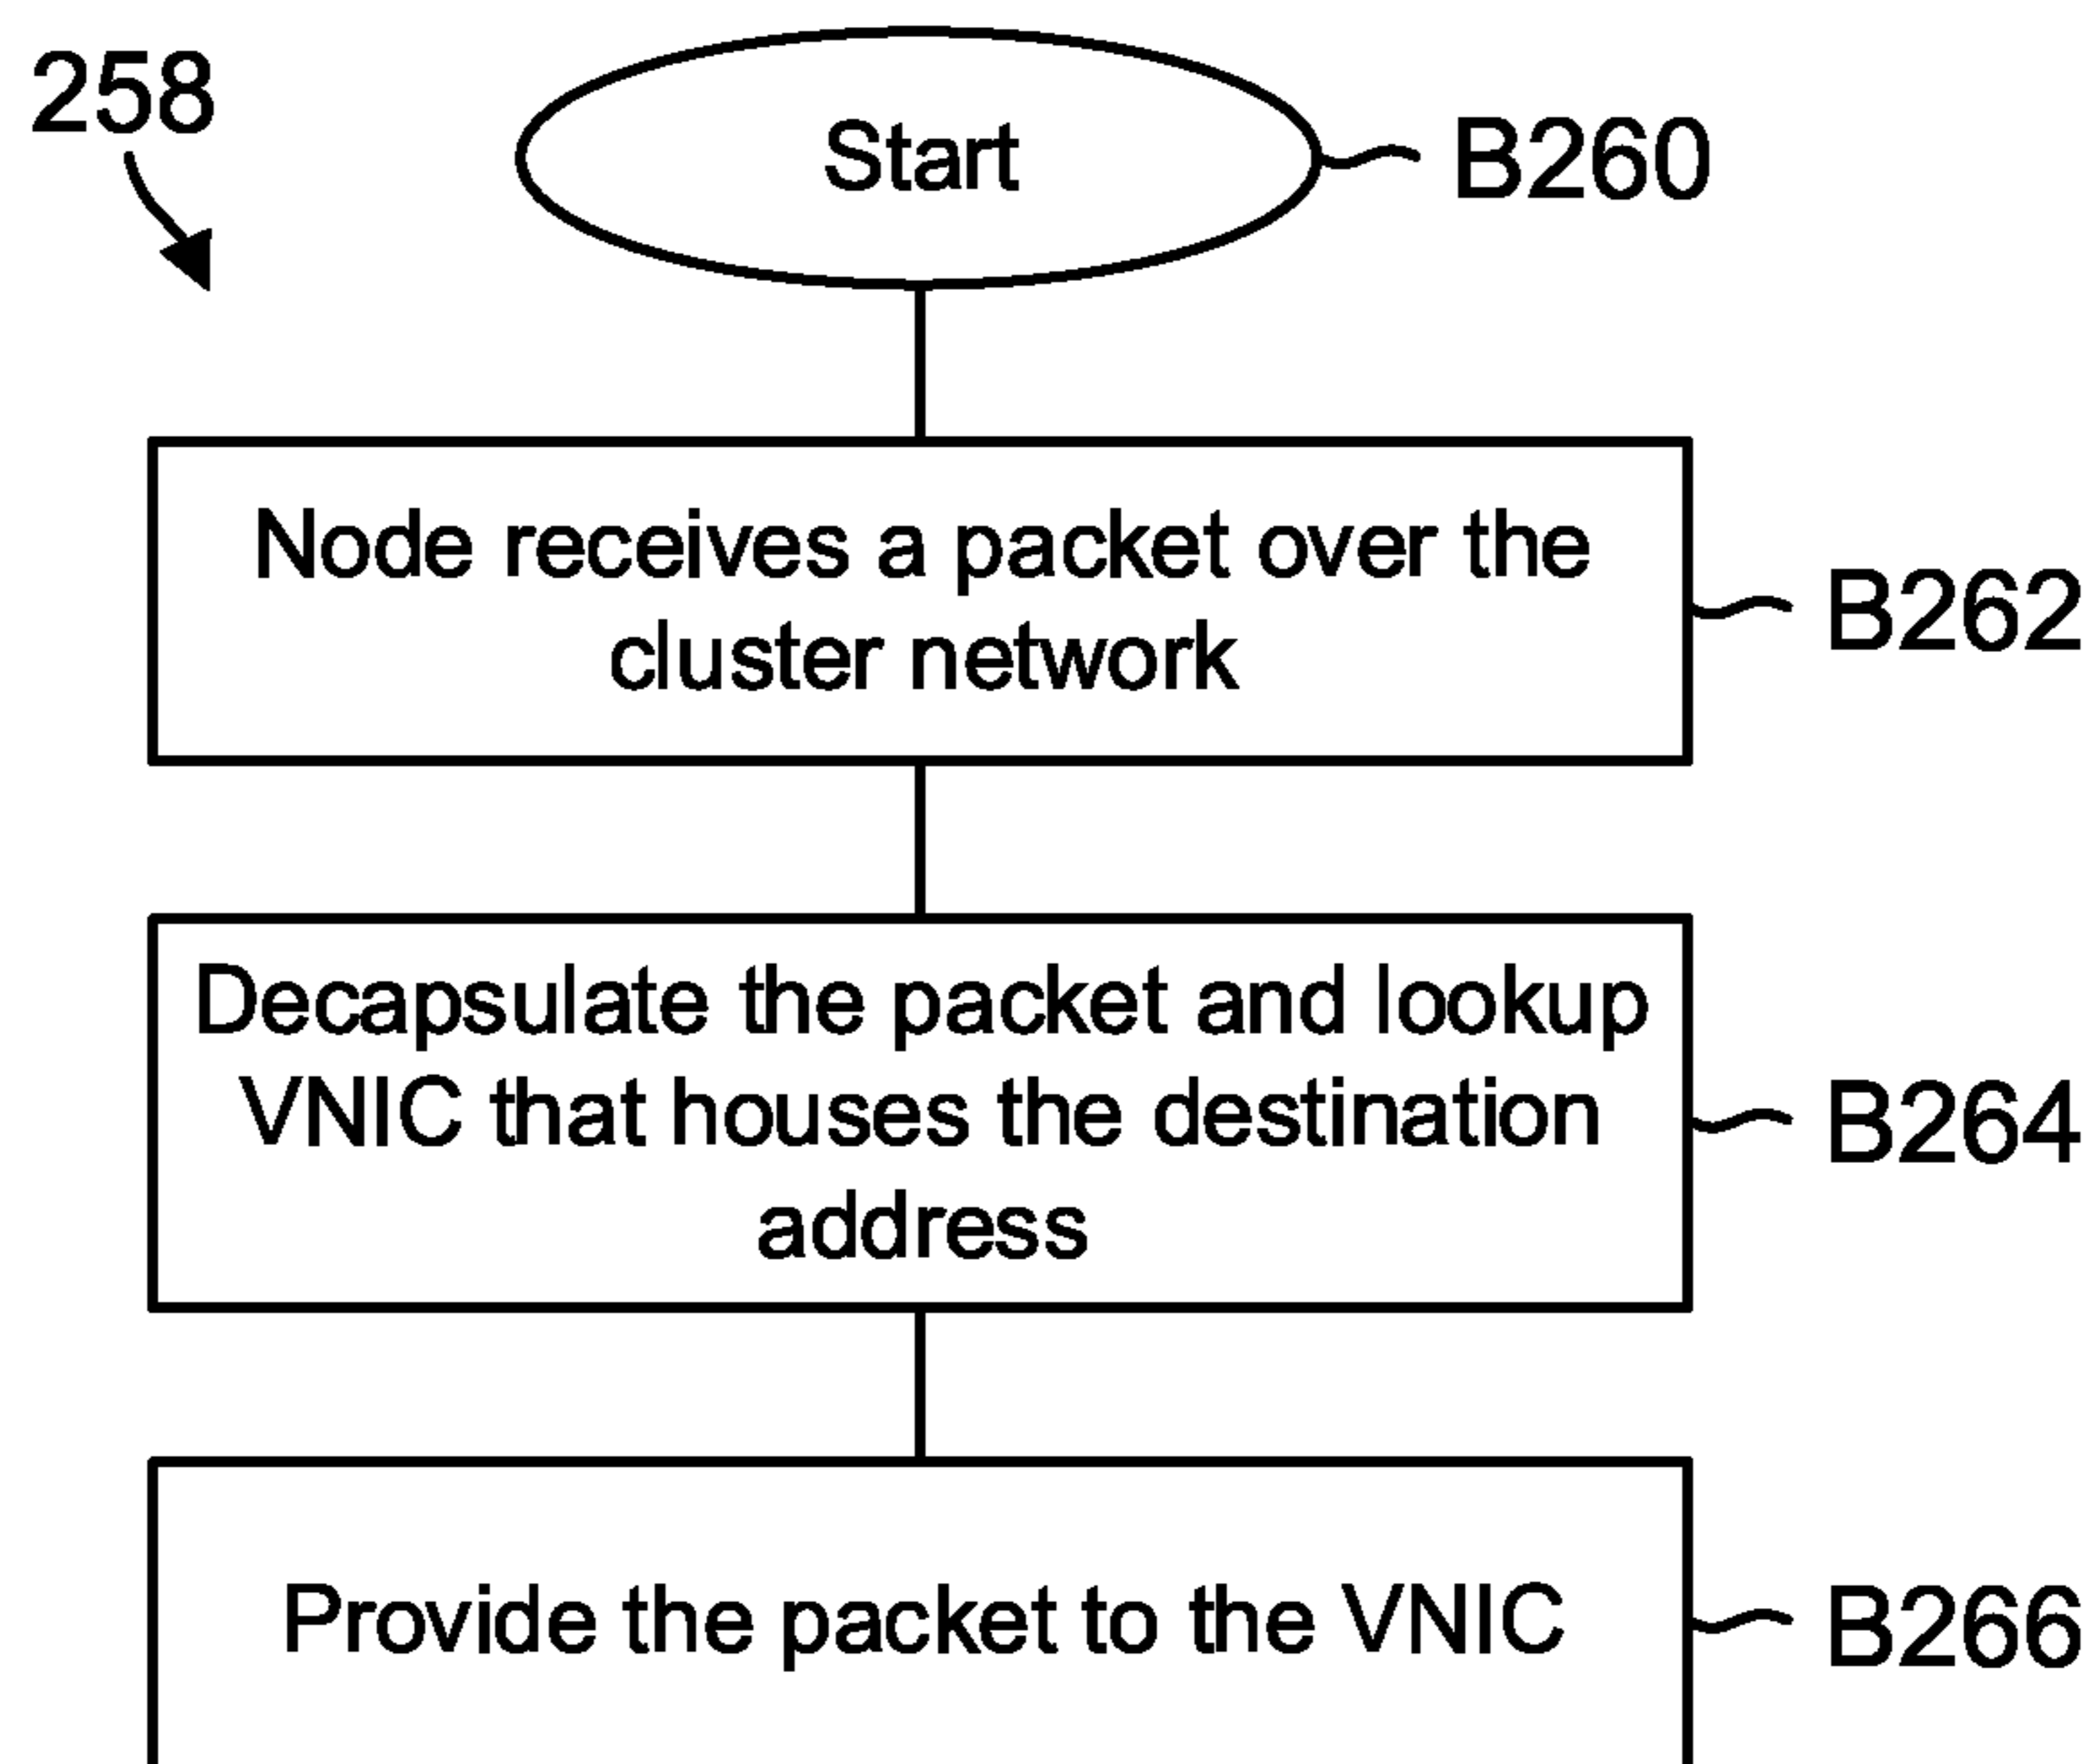 258
Start
B260
Node receives a packet over the
cluster network
B262
Decapsulate the packet and lookup
VNIC that houses the destination
address
B264
Provide the packet to the VNIC
B266